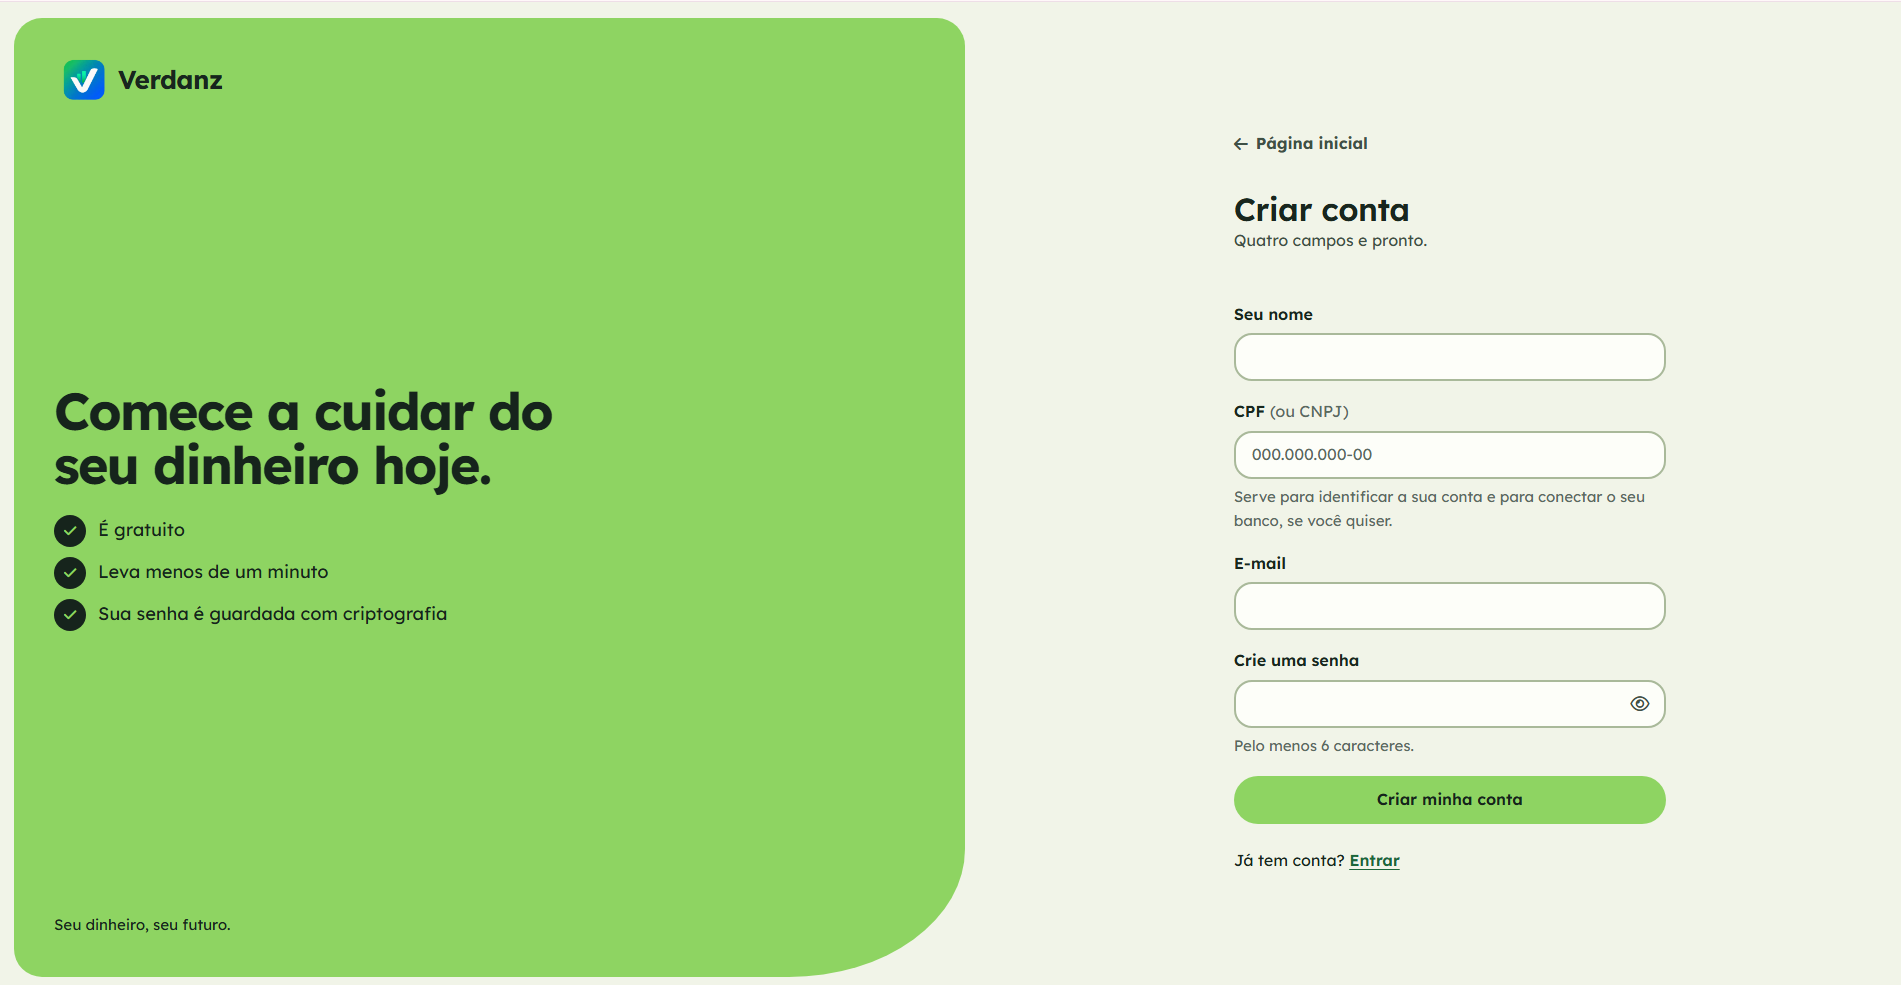 Verdanz
Comece a cuidar do
seu dinheiro hoje.
É gratuito
Leva menos de um minuto
Sua senha é guardada com criptografia
Seu dinheiro, seu futuro.
Página inicial
Criar conta
Quatro campos e pronto.
Seu nome
CPF (ou CNPJ)
000.000.000-00
Serve para identificar a sua conta e para conectar o seu
banco, se você quiser.
E-mail
Crie uma senha
Pelo menos 6 caracteres.
Criar minha conta
Já tem conta? Entrar